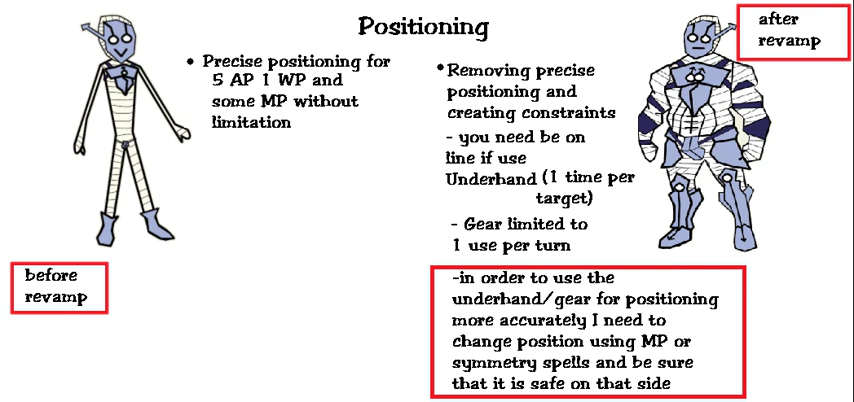 Positioning
• Precise positioning for
5 AP 1 WP and
some MP without
limitation
before
revamp
after
revamp
•Removing precise
positioning and
creating constraints
- you need be on
line if use
Underhand (1 time per
target)
- Gear limited to
1 use per turn
-in order to use the
underhand/gear for positioning
more accurately I need to
change position using MP or
symmetry spells and be sure
that it is safe on that side